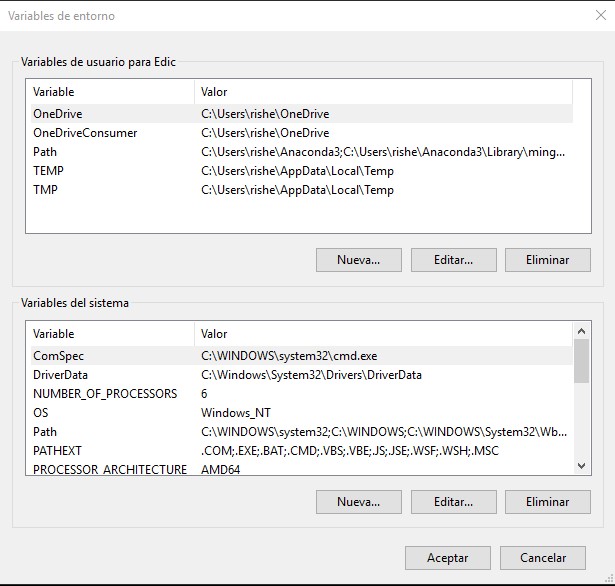 Variables de entorno
Variables de usuario para Edic
Variable Valor
OneDrive C:\Users\rishe\OneDrive
OneDriveConsumer C:\Users\rishe\OneDrive
Path C:\Users\rishe\Anaconda3;C:\Users\rishe\Anaconda3\Library\ming...
TEMP C:\Users\rishe\AppData\Local\Temp
TMP C:\Users\rishe\AppData\Local\Temp
Nueva... Editar... Eliminar
Variables del sistema
Variable Valor
ComSpec C:\WINDOWS\system32\cmd.exe
DriverData C:\Windows\System32\Drivers\DriverData
NUMBER_OF_PROCESSORS 6
OS Windows_NT
Path C:\WINDOWS\system32;C:\WINDOWS;C:\WINDOWS\System32\Wb...
PATHEXT .COM;.EXE;.BAT;.CMD;.VBS;.VBE;.JS;.JSE;.WSF;.WSH;.MSC
PROCESSOR_ARCHITECTURE AMD64
Nueva... Editar... Eliminar
Aceptar Cancelar